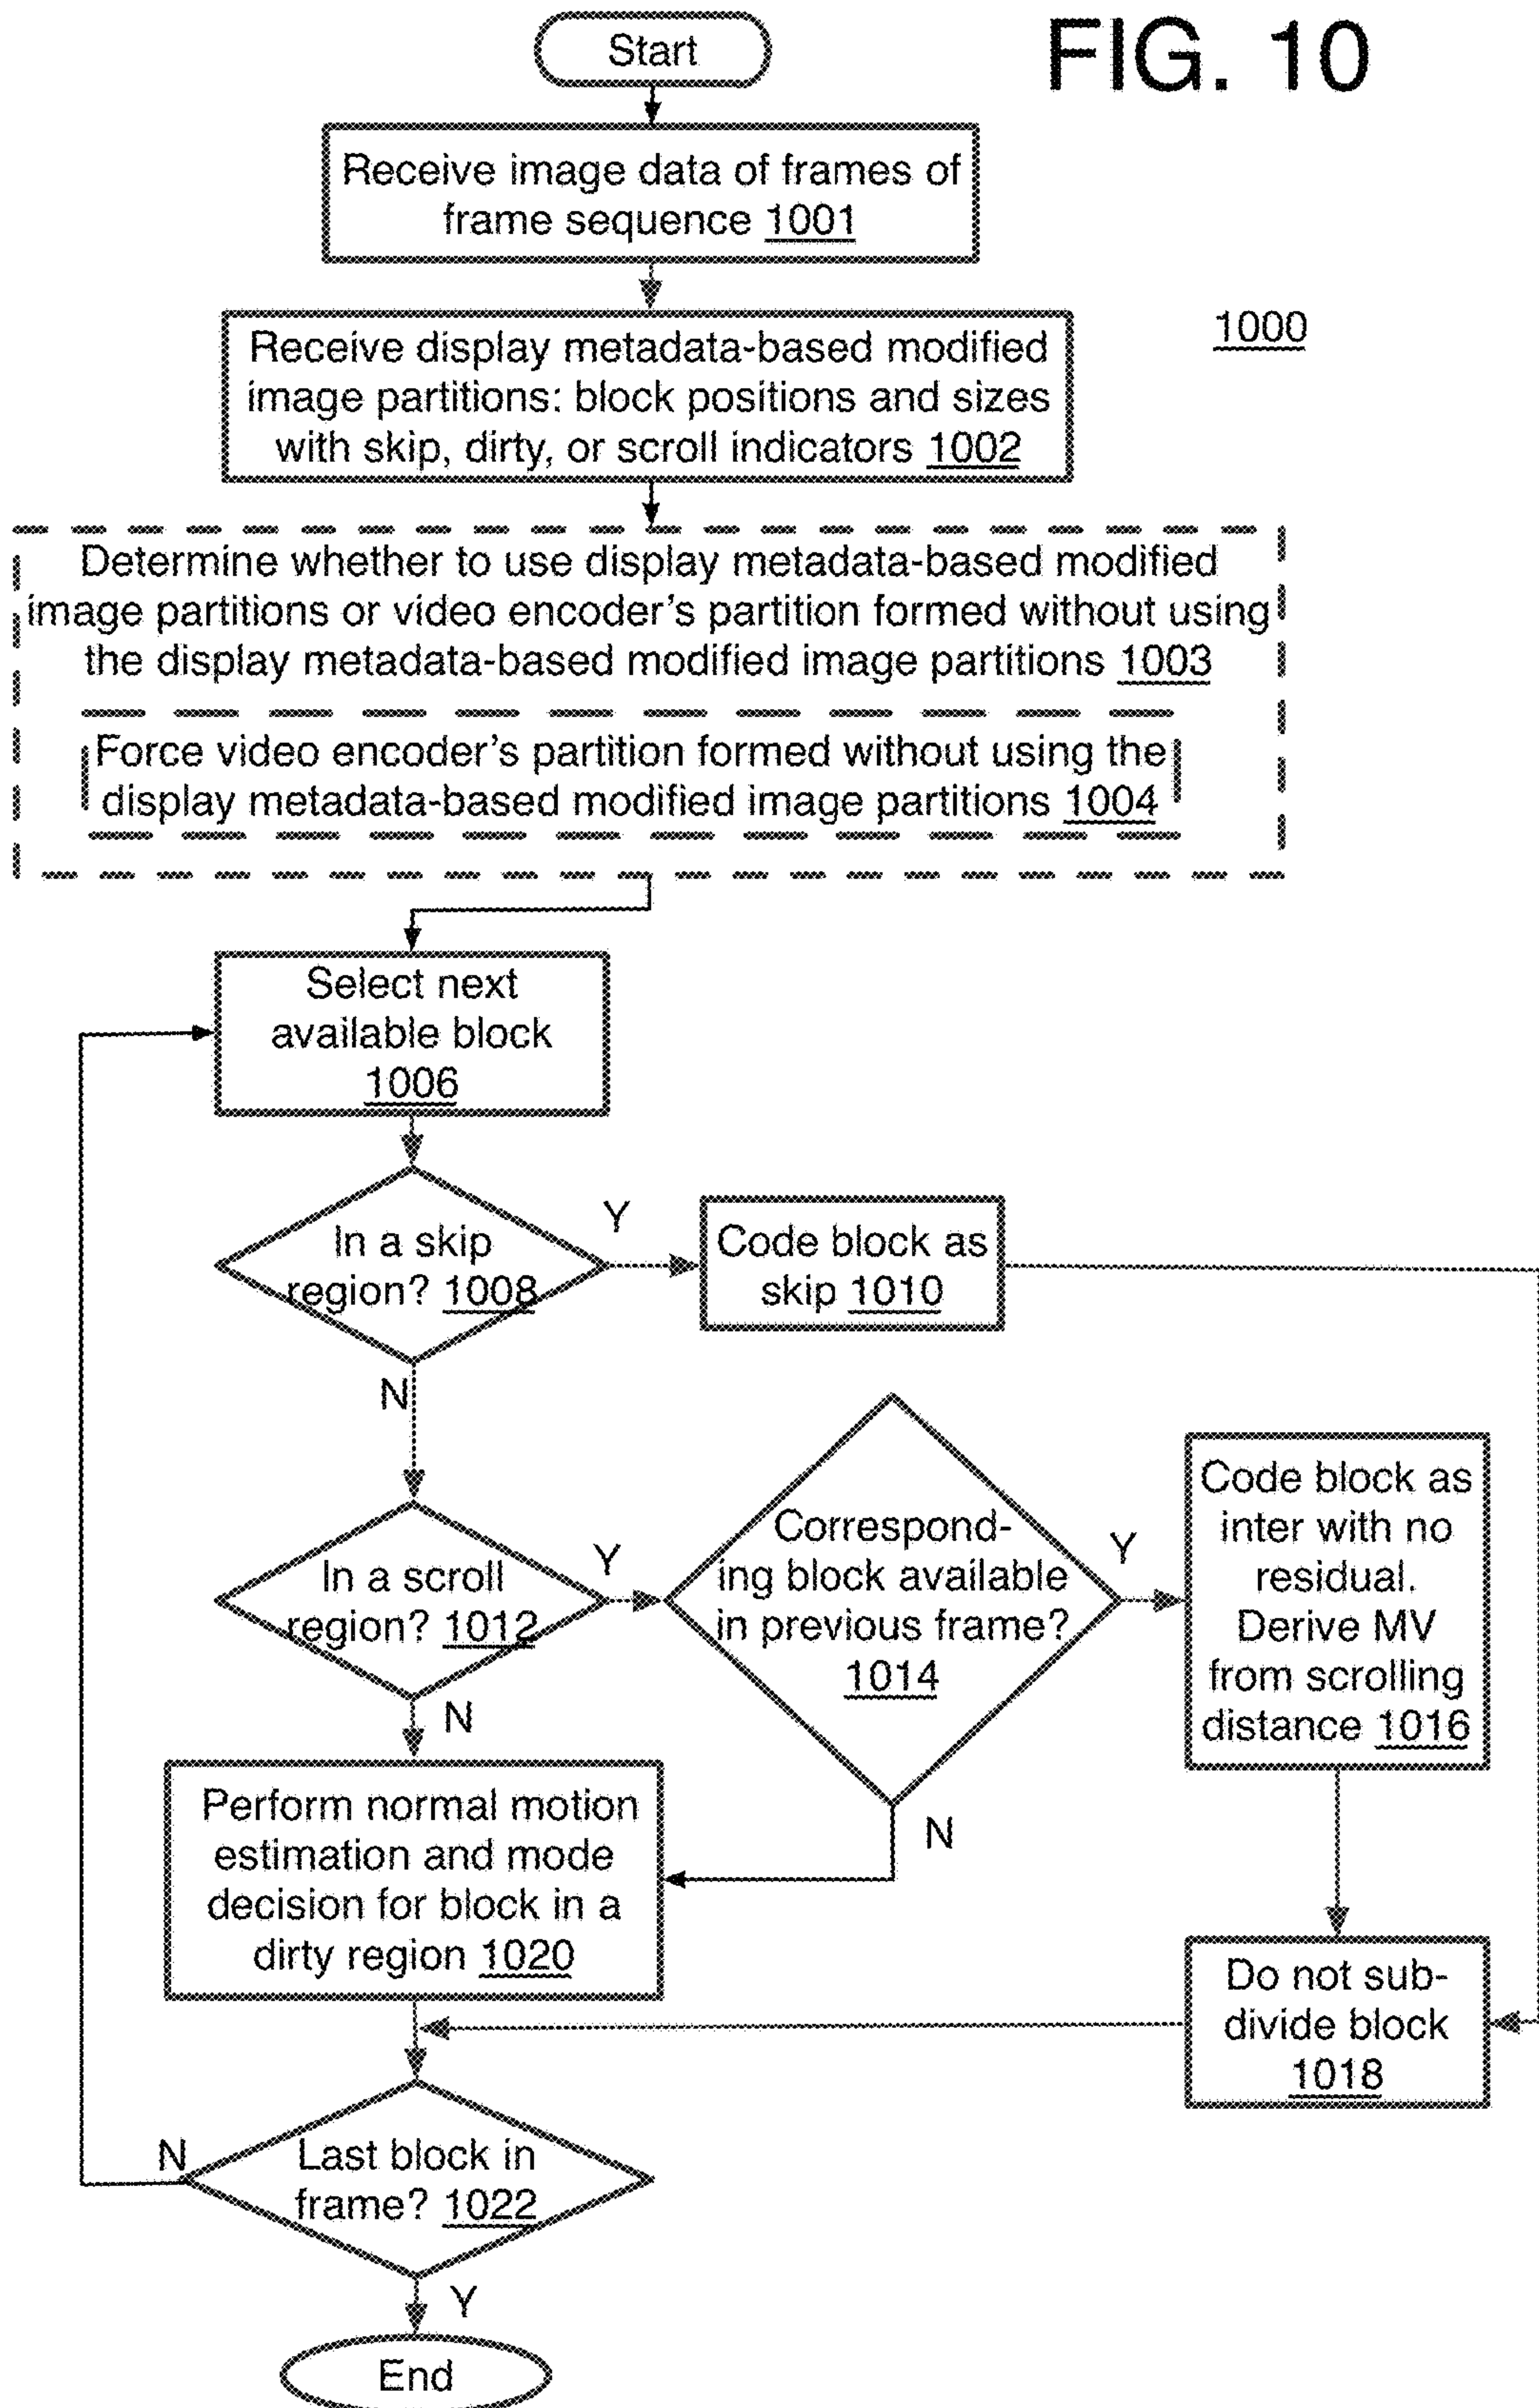 FIG. 10
Start
Receive image data of frames of
frame sequence 1001
1000
Receive display metadata-based modified
image partitions: block positions and sizes
with skip, dirty, or scroll indicators 1002
Determine whether to use display metadata-based modified
image partitions or video encoder's partition formed without using
the display metadata-based modified image partitions 1003
Force video encoder's partition formed without using the
display metadata-based modified image partitions 1004
Select next
available block
1006
In a skip
region? 1008
Y
Code block as
skip 1010
N
In a scroll
region? 1012
Y
Correspond-
ing block available
in previous frame?
1014
Y
Code block as
inter with no
residual.
Derive MV
from scrolling
distance 1016
N
N
Perform normal motion
estimation and mode
decision for block in a
dirty region 1020
Do not sub-
divide block
1018
Last block in
frame? 1022
N
Y
End